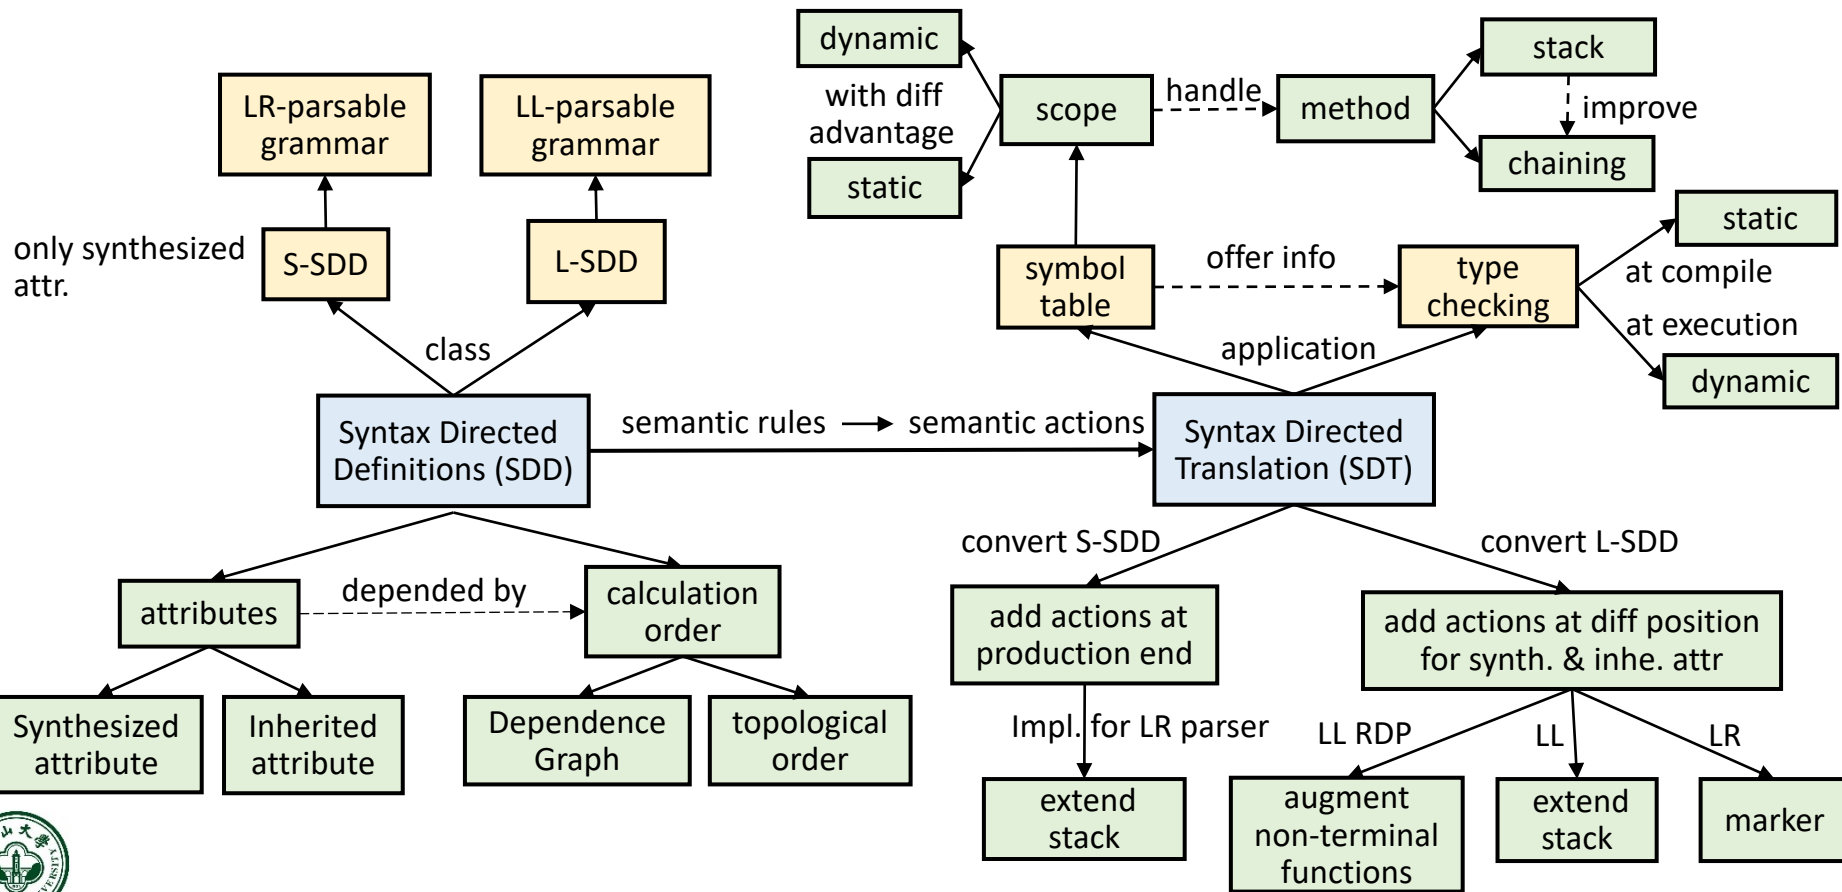 dynamic
stack
LR-parsable
grammar
LL-parsable
grammar
with diff
advantage
scope
handle
method
improve
static
chaining
only synthesized
attr.
S-SDD
L-SDD
symbol
table
offer info
type
checking
static
at compile
at execution
class
application
dynamic
Syntax Directed
Definitions (SDD)
semantic rules
semantic actions
Syntax Directed
Translation (SDT)
convert S-SDD
convert L-SDD
attributes
depended by
calculation
order
add actions at
production end
add actions at diff position
for synth. & inhe. attr
Synthesized
attribute
Inherited
attribute
Dependence
Graph
topological
order
Impl. for LR parser
LL RDP
LL
LR
extend
stack
augment
non-terminal
functions
extend
stack
marker
山大學